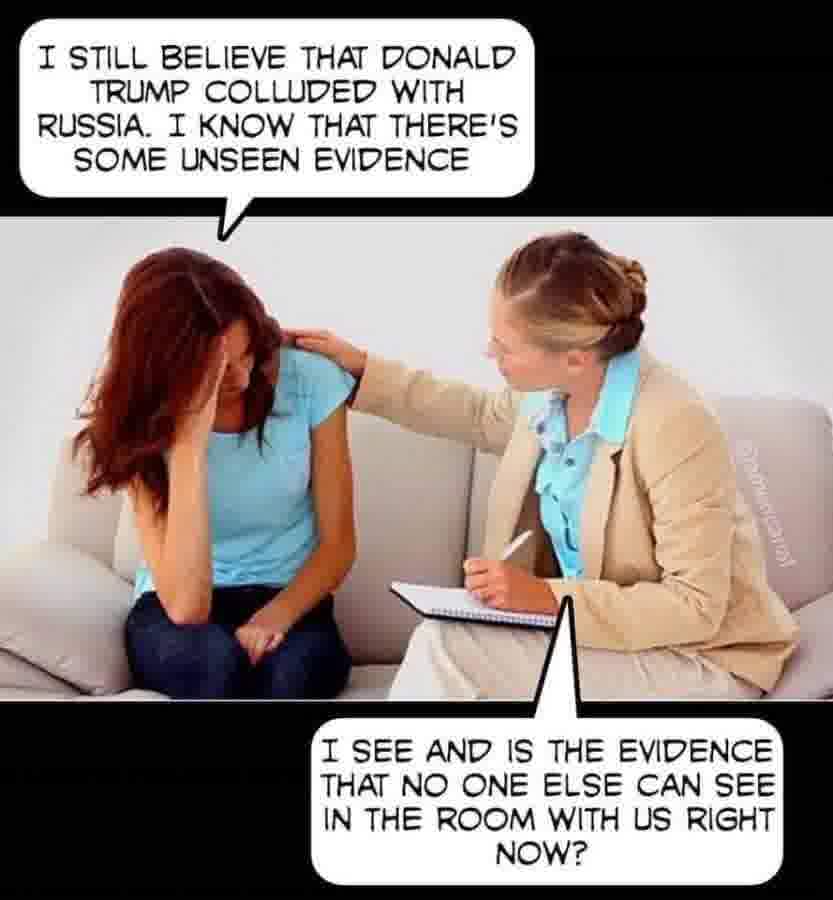 I STILL BELIEVE THAT DONALD
TRUMP COLLUDED WITH
RUSSIA. I KNOW THAT THERE'S
SOME UNSEEN EVIDENCE
I SEE AND IS THE EVIDENCE
THAT NO ONE ELSE CAN SEE
IN THE ROOM WITH US RIGHT
NOW?